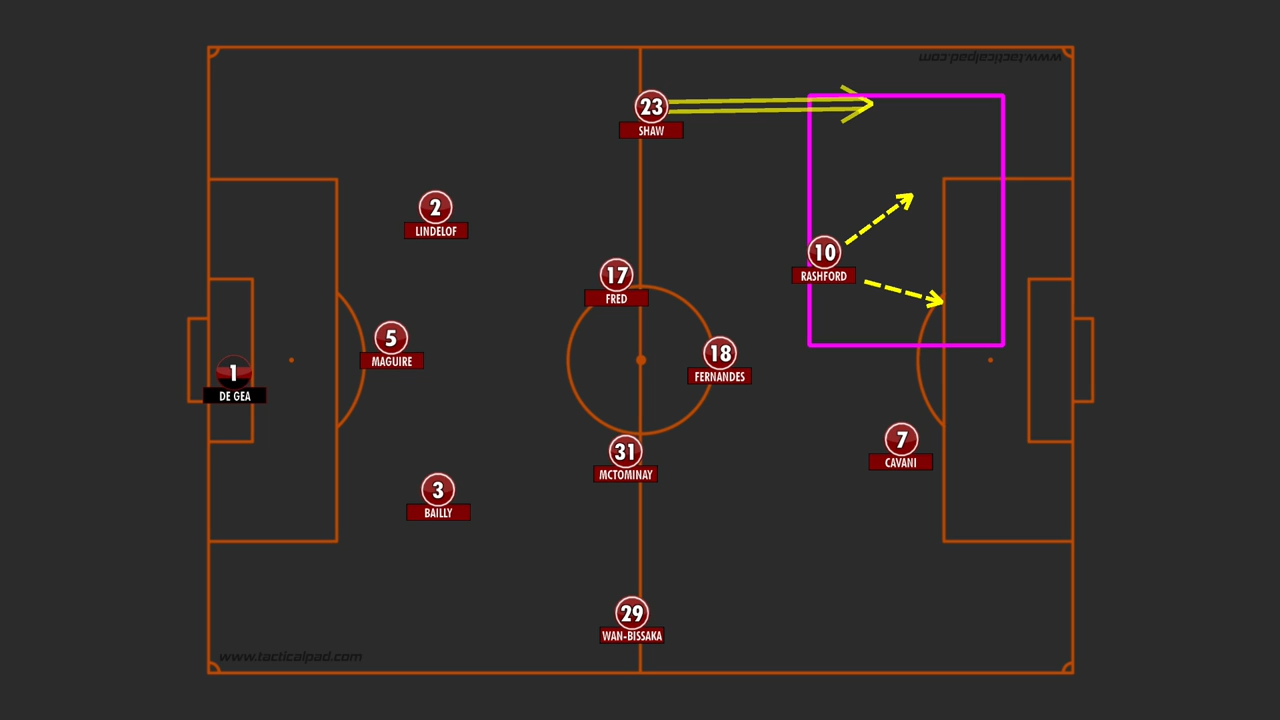 www.tacticalpad.com
23
SHAW
2
LINDELOF
10
RASHFORD
17
FRED
5
MAGUIRE
18
FERNANDES
1
DE GEA
7
CAVANI
31
MCTOMINAY
3
BAILLY
29
WAN-BISSAKA
www.tacticalpad.com